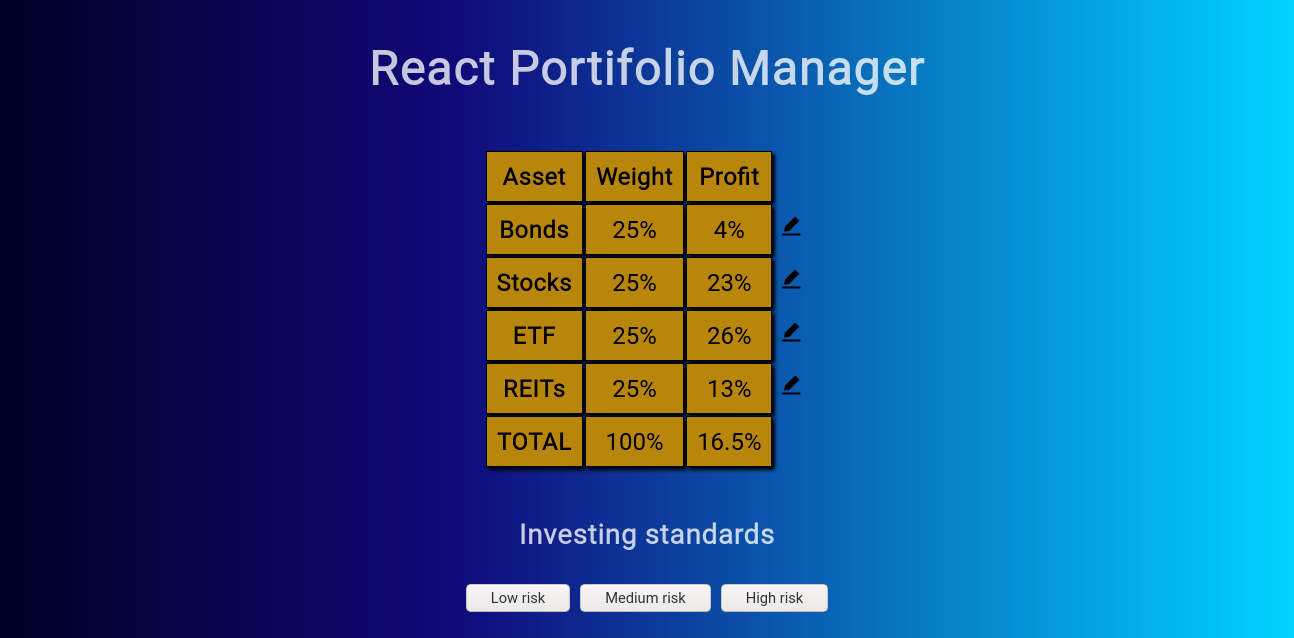 React Portifolio Manager
Asset Weight Profit
Bonds 25% 4%
Stocks 25% 23%
ETF 25% 26%
REITs 25% 13%
TOTAL 100% 16.5%
Investing standards
Low risk Medium risk High risk